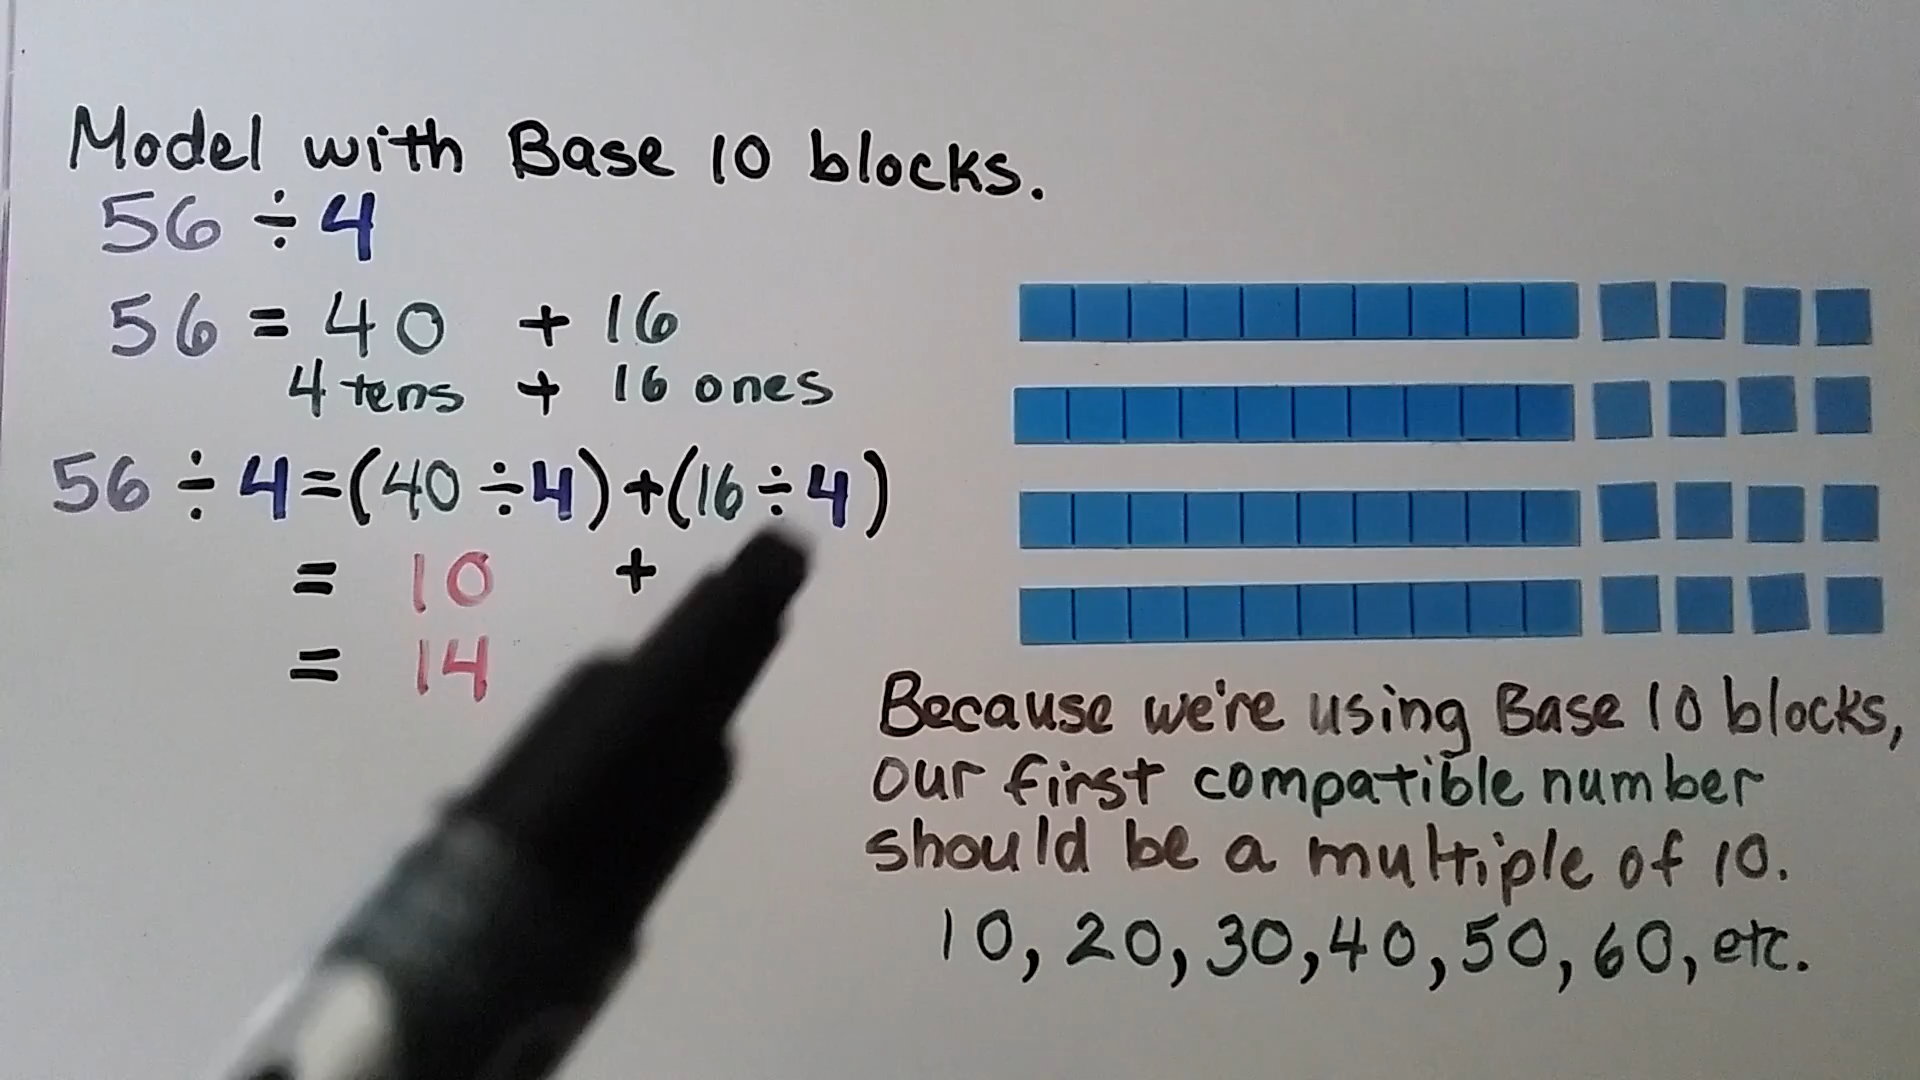 Model with Base 10 blocks.
56 ÷ 4
56 = 40 + 16
4 tens + 16 ones
56 ÷ 4 = (40 ÷ 4) + (16 ÷ 4)
= 10 +
= 14
Because we're using Base 10 blocks,
our first compatible number
should be a multiple of 10.
10, 20, 30, 40, 50, 60, etc.